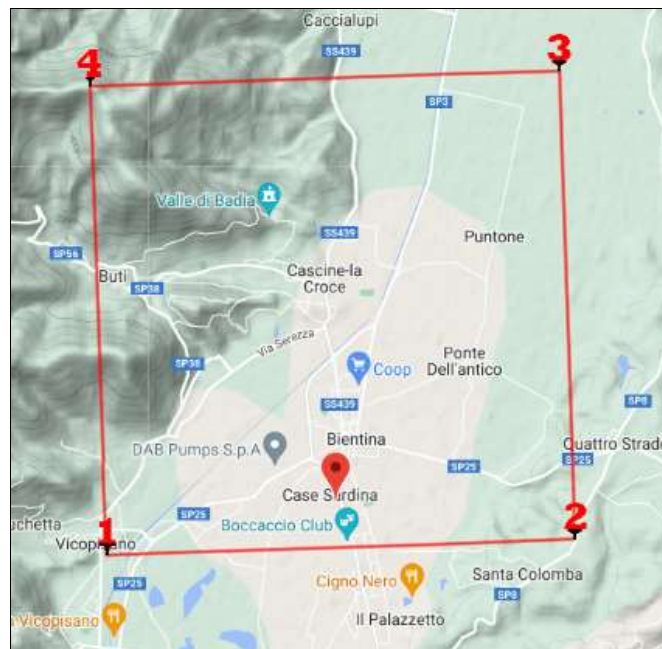 Caccialupi
SS439
4
3
SP3
Valle di Badia
SS439
Puntone
SP56
Buti
SP38
Cascine-la
Croce
Via Serezza
SP38
Coop
Ponte
Dell'antico
SP8
SS439
Bientina
DAB Pumps S.p.A
Quattro Strade
SP25
SP25
Case Sardina
SP25
Boccaccio Club
2
uchetta
1
Vicopisano
SP25
Cigno Nero
Santa Colomba
SP8
a Vicopisano
Il Palazzetto